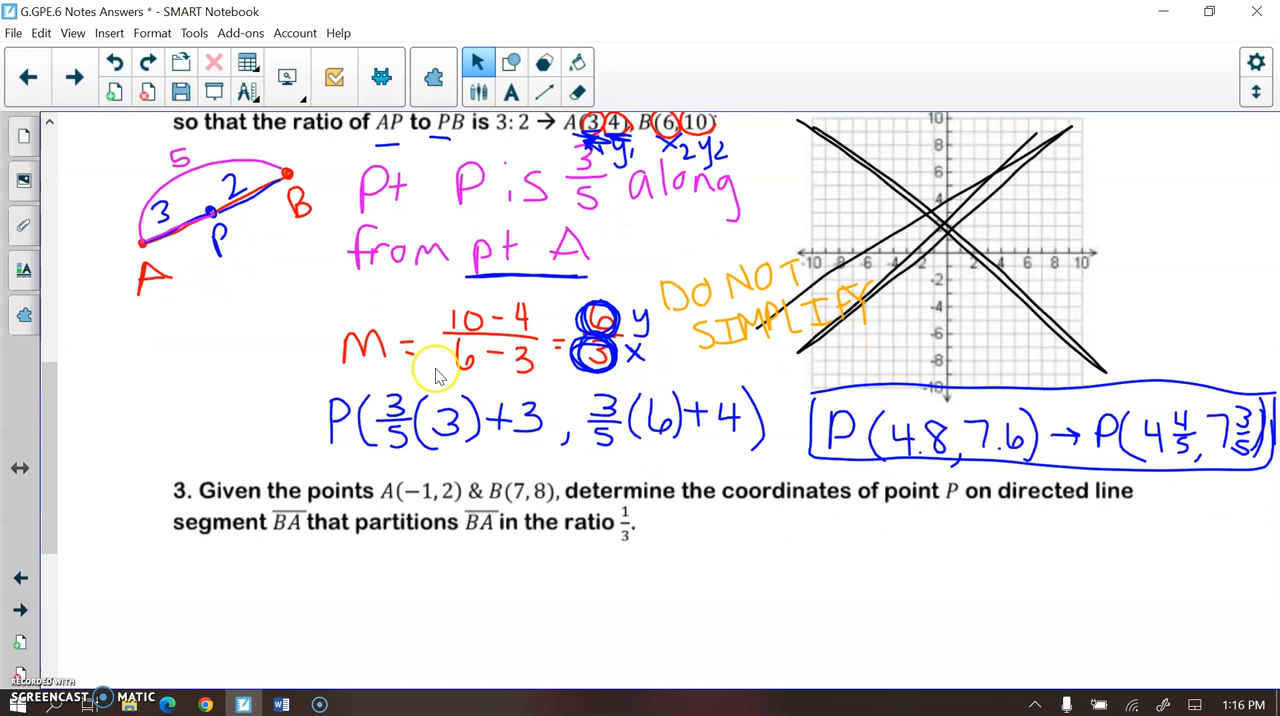 G.GPE.6 Notes Answers * - SMART Notebook
File Edit View Insert Format Tools Add-ons Account Help
so that the ratio of AP to PB is 3: 2 → A(3,4), B(6,10):
x₁ y₁ x₂ y₂
5
3 2
A P B
Pt P is 3/5 along
from pt A
DO NOT
SIMPLIFY
m = 10 - 4 / 6 - 3 = 6 / 3 y x
P(3/5(3)+3, 3/5(6)+4)
P(4.8,7.6) → P(4 4/5, 7 3/5)
10
8
6
4
2
-10 -6 -2 2 4 6 8 10
-2
-4
-6
-8
-10
3. Given the points A(−1, 2) & B(7, 8), determine the coordinates of point P on directed line
segment BA that partitions BA in the ratio 1/3.
SCREENCAST MATIC
1:16 PM